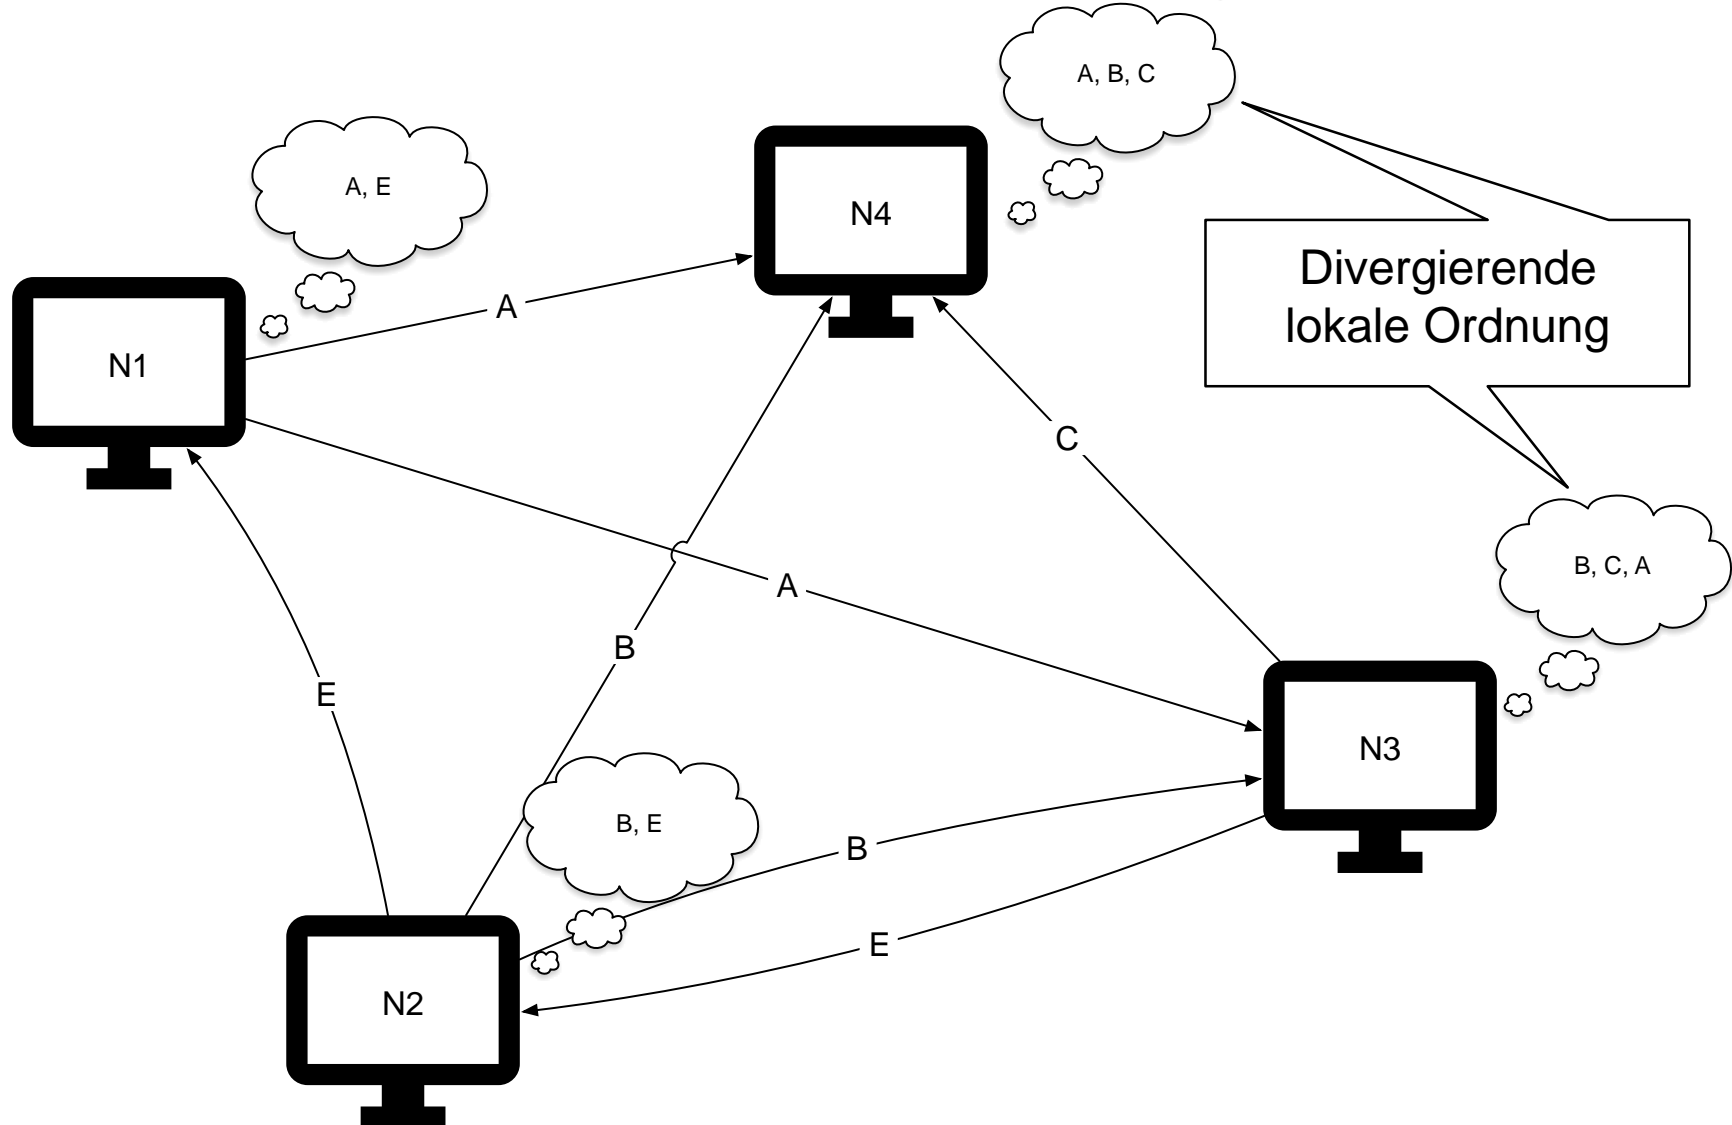 A, B, C
A, E
N4
Divergierende
lokale Ordnung
A
N1
C
B, C, A
A
B
E
N3
B, E
B
E
N2